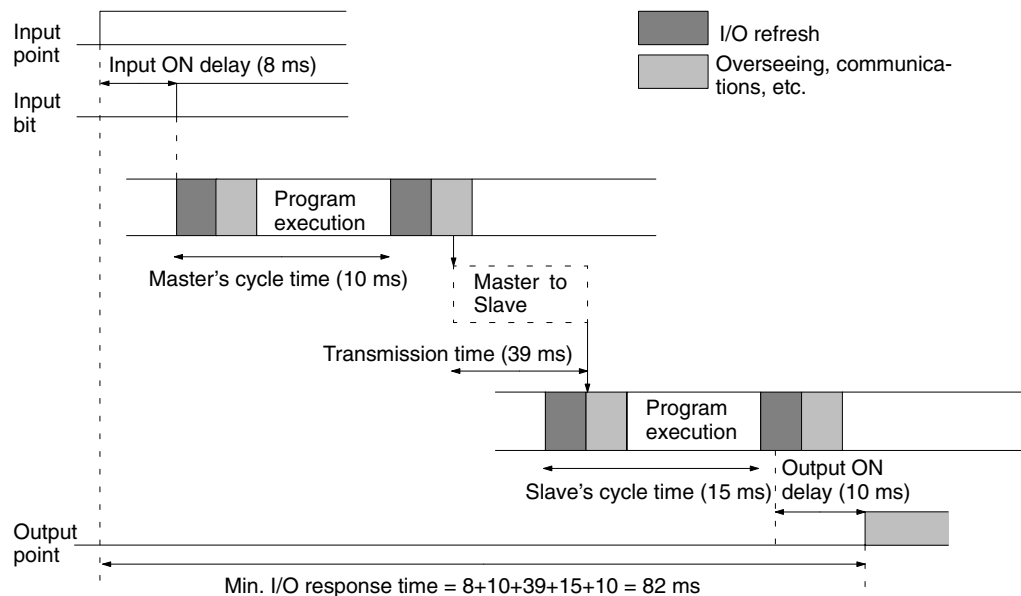 Input
point
I/O refresh
Overseeing, communica-
tions, etc.
Input ON delay (8 ms)
Input
bit
Program
execution
Master’s cycle time (10 ms)
Master to
Slave
Transmission time (39 ms)
Program
execution
Slave’s cycle time (15 ms)
Output ON
delay (10 ms)
Output
point
Min. I/O response time = 8+10+39+15+10 = 82 ms